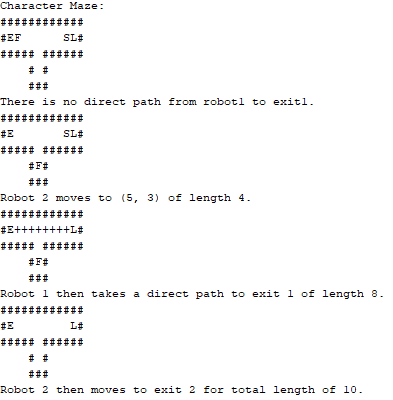 Character Maze:
############
#EF      SL#
##### ######
    # #
    ###
There is no direct path from robot1 to exit1.
############
#E       SL#
##### ######
    #F#
    ###
Robot 2 moves to (5, 3) of length 4.
############
#E++++++++L#
##### ######
    #F#
    ###
Robot 1 then takes a direct path to exit 1 of length 8.
############
#E        L#
##### ######
    # #
    ###
Robot 2 then moves to exit 2 for total length of 10.